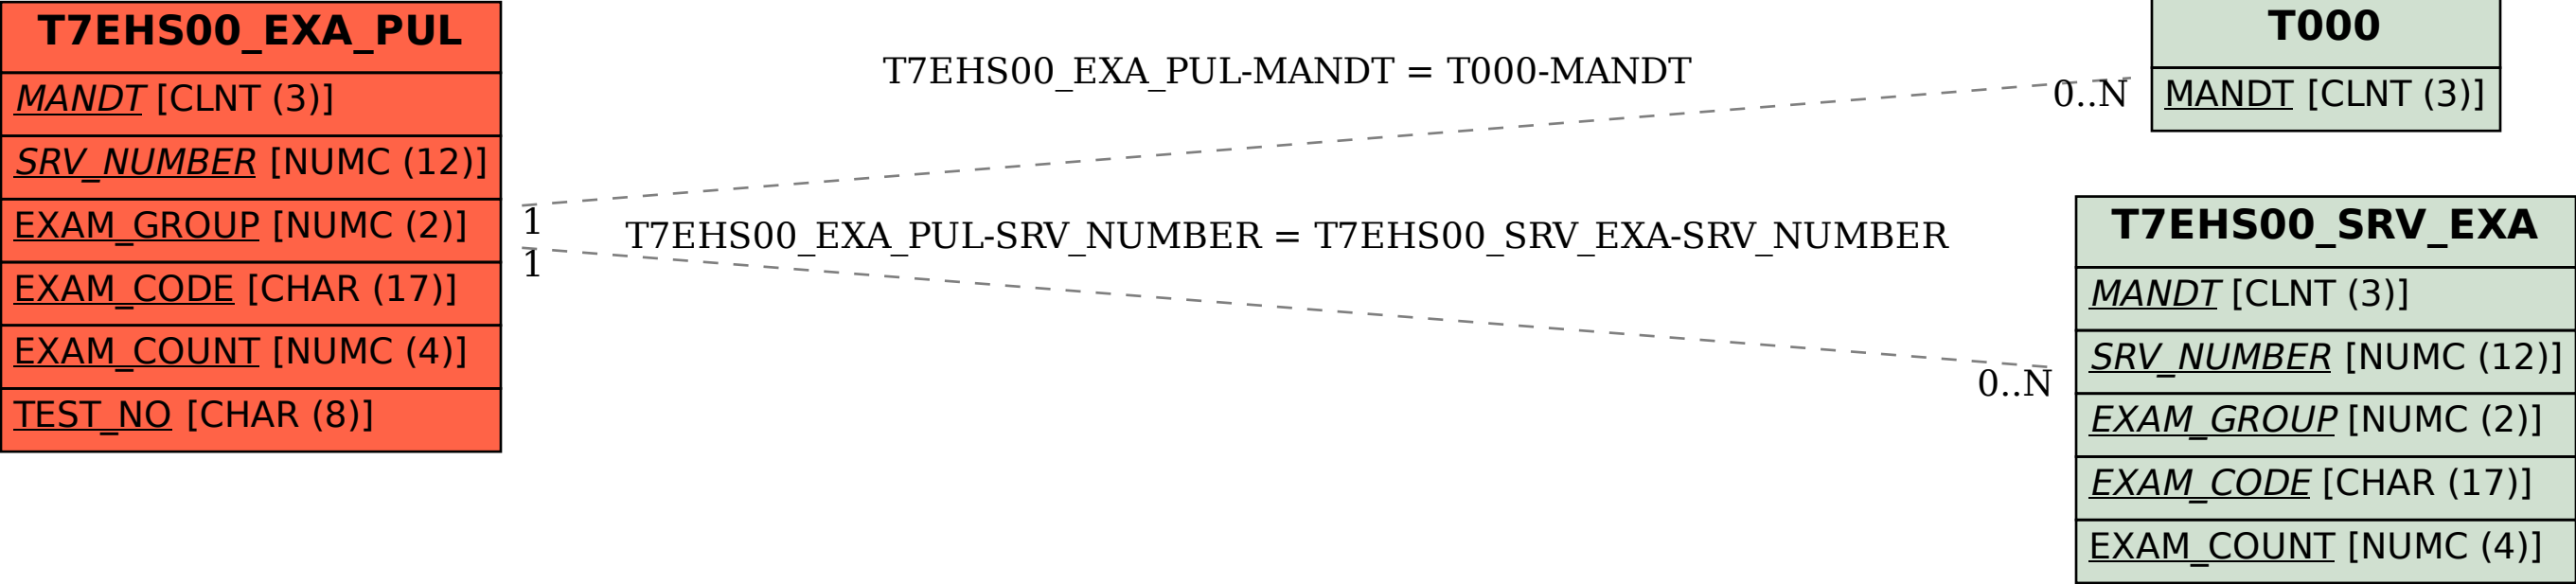 T7EHS00_EXA_PUL
MANDT [CLNT (3)]
SRV_NUMBER [NUMC (12)]
EXAM_GROUP [NUMC (2)]
EXAM_CODE [CHAR (17)]
EXAM_COUNT [NUMC (4)]
TEST_NO [CHAR (8)]
T7EHS00_EXA_PUL-MANDT = T000-MANDT
1
0..N
T7EHS00_EXA_PUL-SRV_NUMBER = T7EHS00_SRV_EXA-SRV_NUMBER
1
0..N
T000
MANDT [CLNT (3)]
T7EHS00_SRV_EXA
MANDT [CLNT (3)]
SRV_NUMBER [NUMC (12)]
EXAM_GROUP [NUMC (2)]
EXAM_CODE [CHAR (17)]
EXAM_COUNT [NUMC (4)]